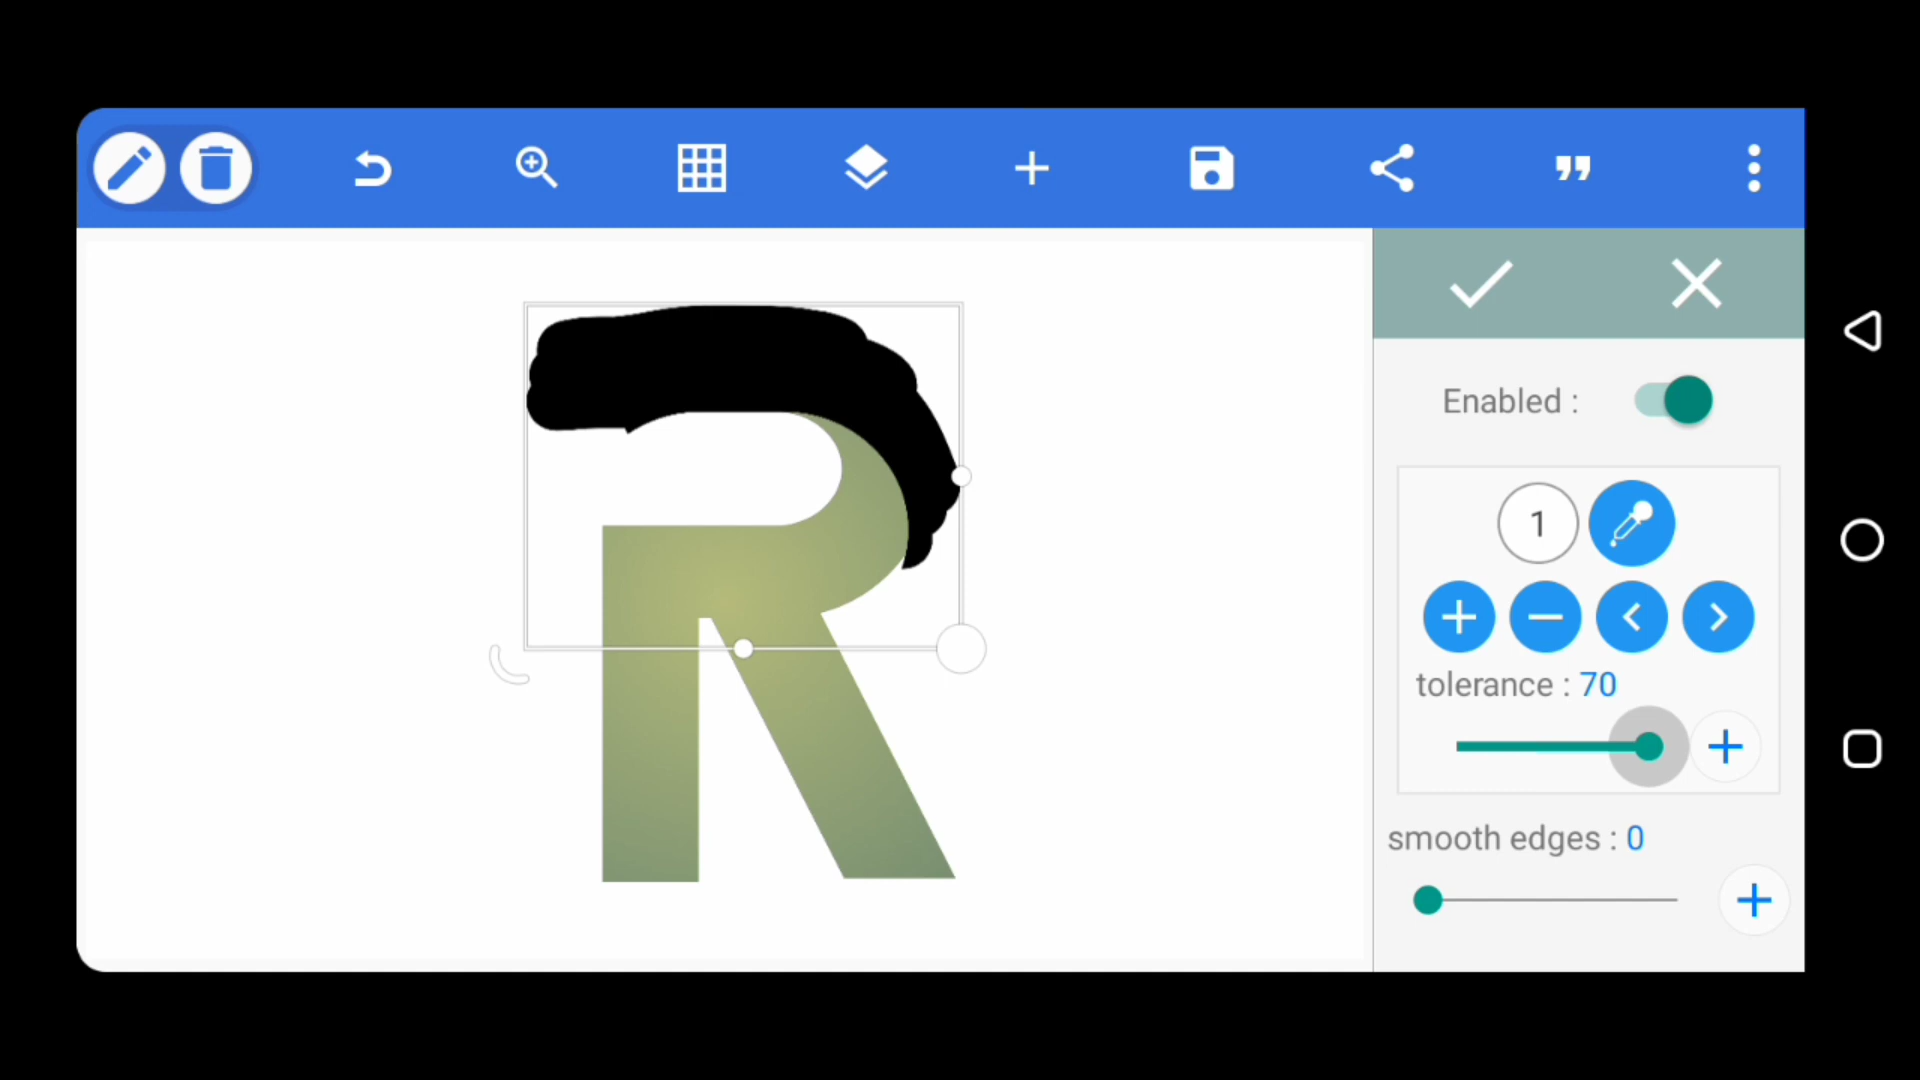 R
Enabled :
1
tolerance : 70
smooth edges : 0